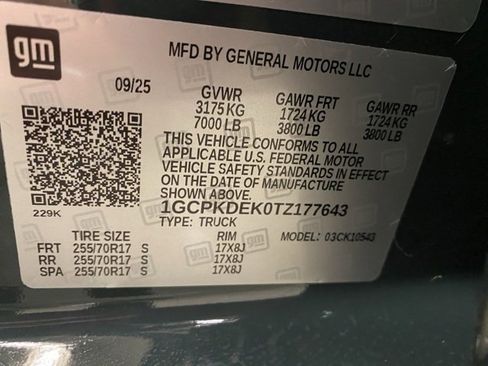 gm
MFD BY GENERAL MOTORS LLC
09/25
GVWR GAWR FRT GAWR RR
3175 KG 1724 KG 1724 KG
7000 LB 3800 LB 3800 LB
THIS VEHICLE CONFORMS TO ALL
APPLICABLE U.S. FEDERAL MOTOR
VEHICLE SAFETY STANDARDS IN EFFECT
ON THE DATE OF MANUFACTURE
SHOWN ABOVE.
229K
1GCPKDEK0TZ177643
TYPE: TRUCK MODEL: 03CK10543
TIRE SIZE RIM
FRT 255/70R17 S 17X8J
RR 255/70R17 S 17X8J
SPA 255/70R17 S 17X8J